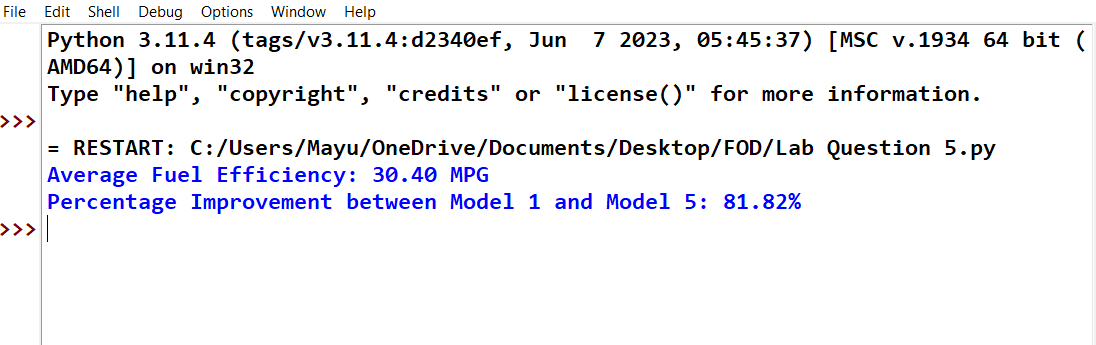 File Edit Shell Debug Options Window Help
Python 3.11.4 (tags/v3.11.4:d2340ef, Jun  7 2023, 05:45:37) [MSC v.1934 64 bit (
AMD64)] on win32
Type "help", "copyright", "credits" or "license()" for more information.
>>>
= RESTART: C:/Users/Mayu/OneDrive/Documents/Desktop/FOD/Lab Question 5.py
Average Fuel Efficiency: 30.40 MPG
Percentage Improvement between Model 1 and Model 5: 81.82%
>>>